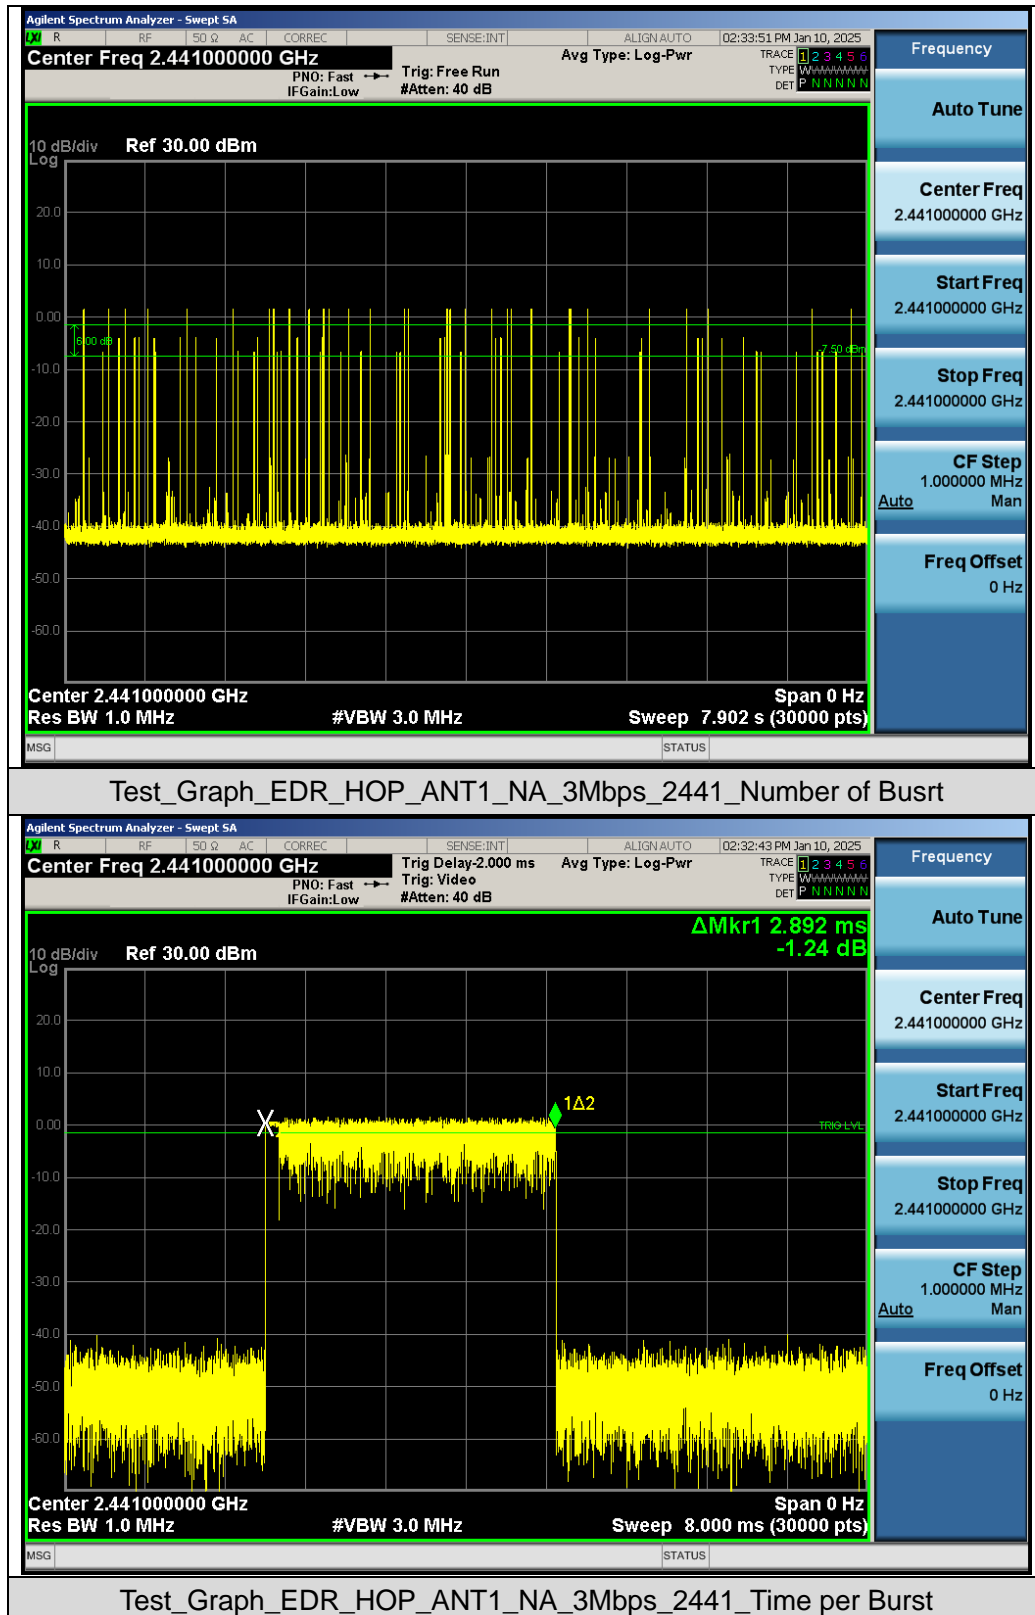 Agilent Spectrum Analyzer - Swept SA
LXI R RF 50 Ω AC CORREC SENSE:INT ALIGN AUTO 02:33:51 PM Jan 10, 2025
Center Freq 2.441000000 GHz Avg Type: Log-Pwr TRACE 1 2 3 4 5 6
PNO: Fast Trig: Free Run TYPE W
IFGain:Low #Atten: 40 dB DET P N N N N N
Frequency
Auto Tune
10 dB/div Ref 30.00 dBm
Log
20.0
10.0
0.00
6.00 dB
-7.50 dBm
-10.0
-20.0
-30.0
-40.0
-50.0
-60.0
Center Freq
2.441000000 GHz
Start Freq
2.441000000 GHz
Stop Freq
2.441000000 GHz
CF Step
1.000000 MHz
Auto Man
Freq Offset
0 Hz
Center 2.441000000 GHz Span 0 Hz
Res BW 1.0 MHz #VBW 3.0 MHz Sweep 7.902 s (30000 pts)
MSG STATUS
Test_Graph_EDR_HOP_ANT1_NA_3Mbps_2441_Number of Busrt
Agilent Spectrum Analyzer - Swept SA
LXI R RF 50 Ω AC CORREC SENSE:INT ALIGN AUTO 02:32:43 PM Jan 10, 2025
Center Freq 2.441000000 GHz Trig Delay-2.000 ms Avg Type: Log-Pwr TRACE 1 2 3 4 5 6
PNO: Fast Trig: Video TYPE W
IFGain:Low #Atten: 40 dB DET P N N N N N
Frequency
Auto Tune
ΔMkr1 2.892 ms
-1.24 dB
10 dB/div Ref 30.00 dBm
Log
20.0
10.0
0.00
1Δ2
TRIG LVL
-10.0
-20.0
-30.0
-40.0
-50.0
-60.0
Center Freq
2.441000000 GHz
Start Freq
2.441000000 GHz
Stop Freq
2.441000000 GHz
CF Step
1.000000 MHz
Auto Man
Freq Offset
0 Hz
Center 2.441000000 GHz Span 0 Hz
Res BW 1.0 MHz #VBW 3.0 MHz Sweep 8.000 ms (30000 pts)
MSG STATUS
Test_Graph_EDR_HOP_ANT1_NA_3Mbps_2441_Time per Burst